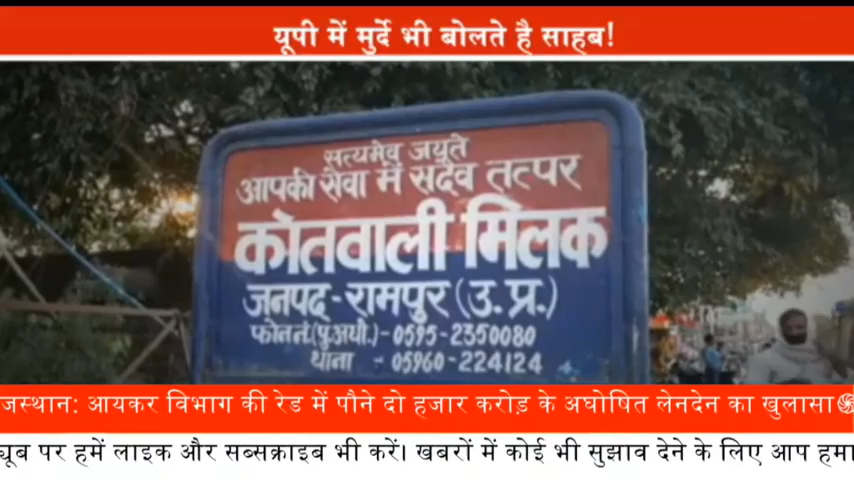 यूपी में मुर्दे भी बोलते है साहब!
सत्यमेव जयते
आपकी सेवा में सदैव तत्पर
कोतवाली मिलक
जनपद-रामपुर(उ.प्र.)
फोन नं.(पु.अधी.)-0595-2350080
थाना -05960-224124
जस्थान: आयकर विभाग की रेड में पौने दो हजार करोड़ के अघोषित लेनदेन का खुलासा
यूब पर हमें लाइक और सब्सक्राइब भी करें। खबरों में कोई भी सुझाव देने के लिए आप हमा